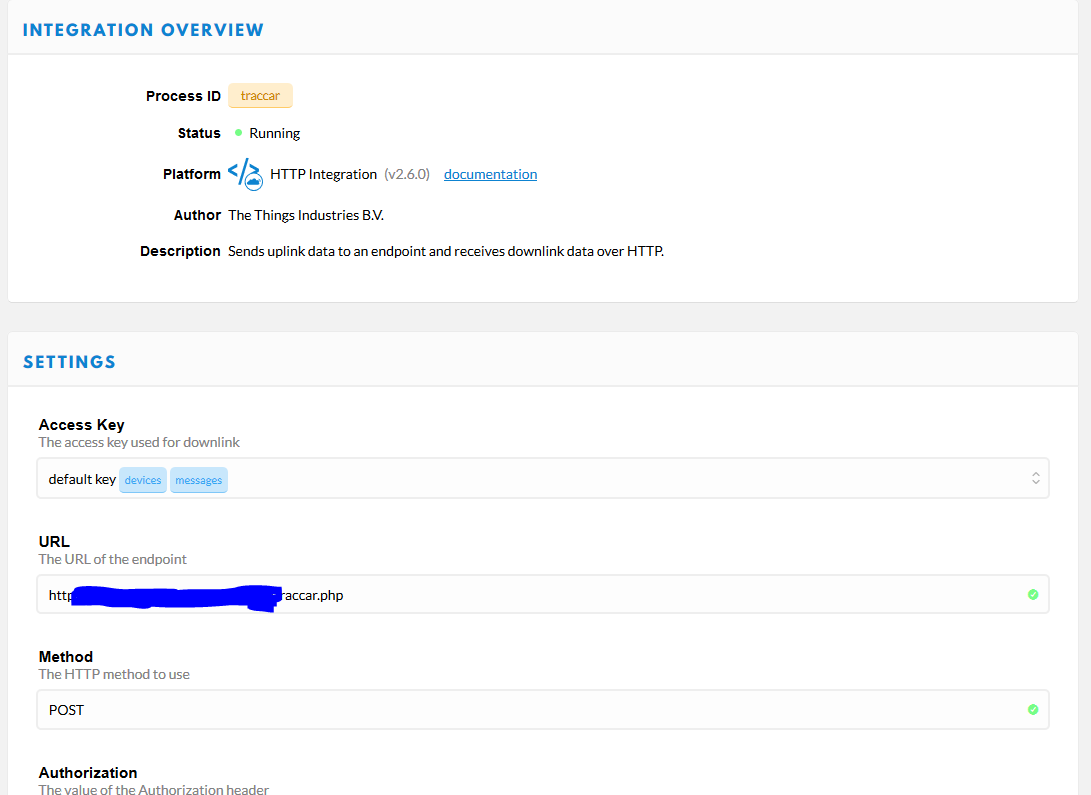 INTEGRATION OVERVIEW
Process ID traccar
Status Running
Platform HTTP Integration (v2.6.0) documentation
Author The Things Industries B.V.
Description Sends uplink data to an endpoint and receives downlink data over HTTP.
SETTINGS
Access Key
The access key used for downlink
default key devices messages
URL
The URL of the endpoint
http raccar.php
Method
The HTTP method to use
POST
Authorization
The value of the Authorization header